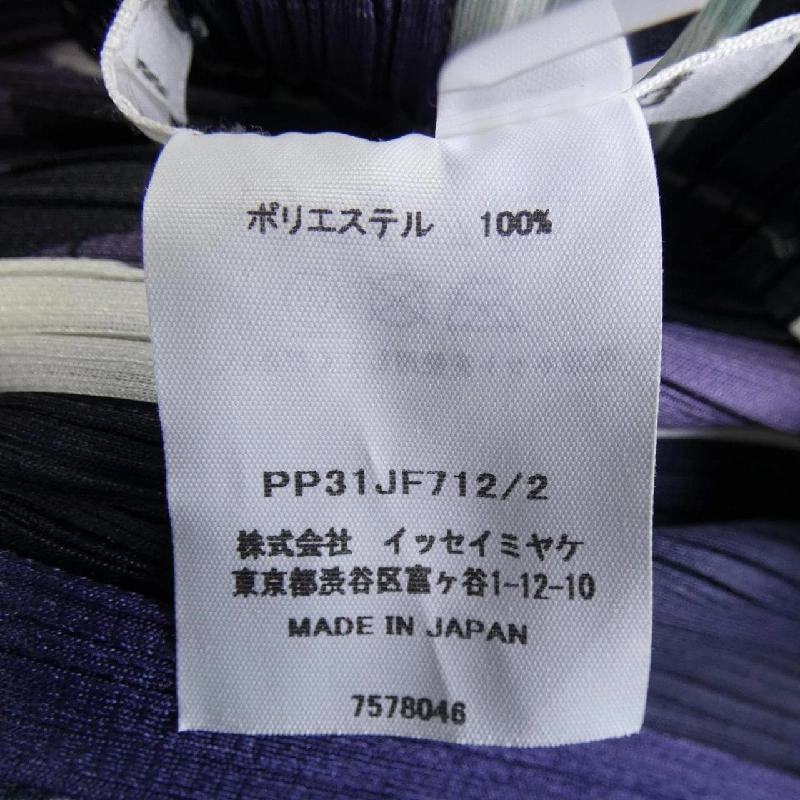 ポリエステル 100%
PP31JF712/2
株式会社 イッセイミヤケ
東京都渋谷区富ヶ谷1-12-10
MADE IN JAPAN
7578046